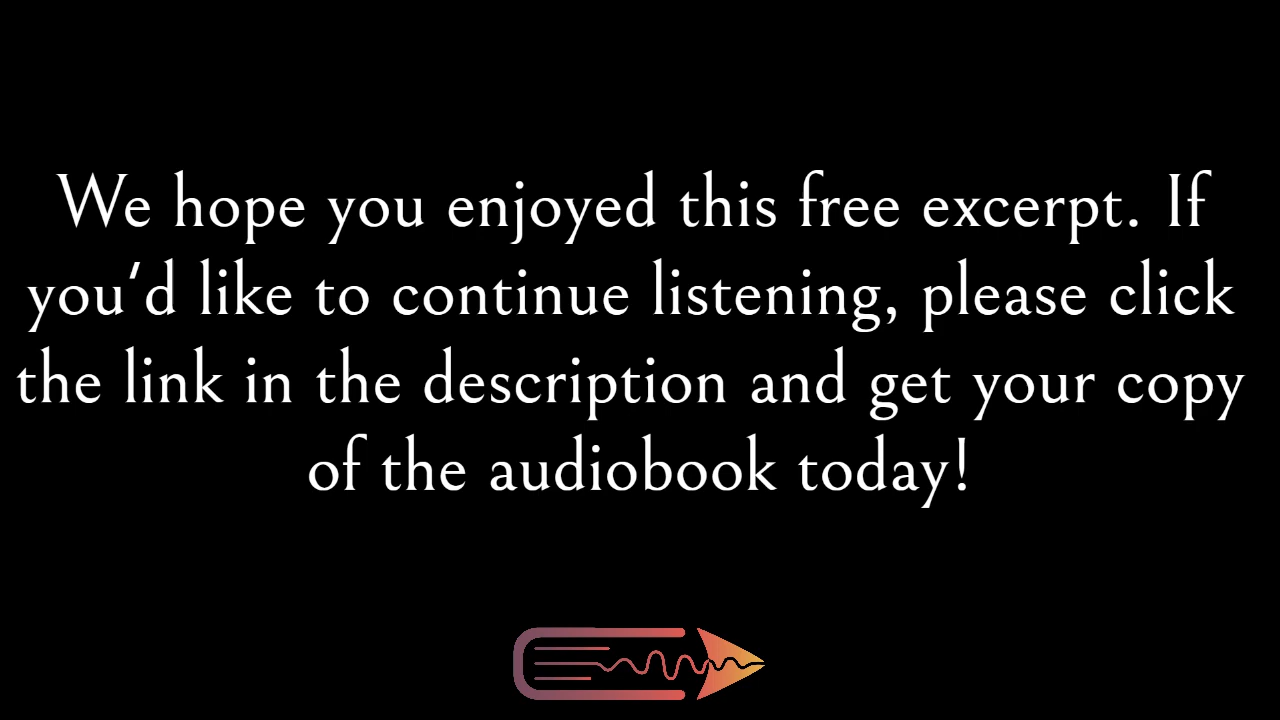 We hope you enjoyed this free excerpt. If
you'd like to continue listening, please click
the link in the description and get your copy
of the audiobook today!